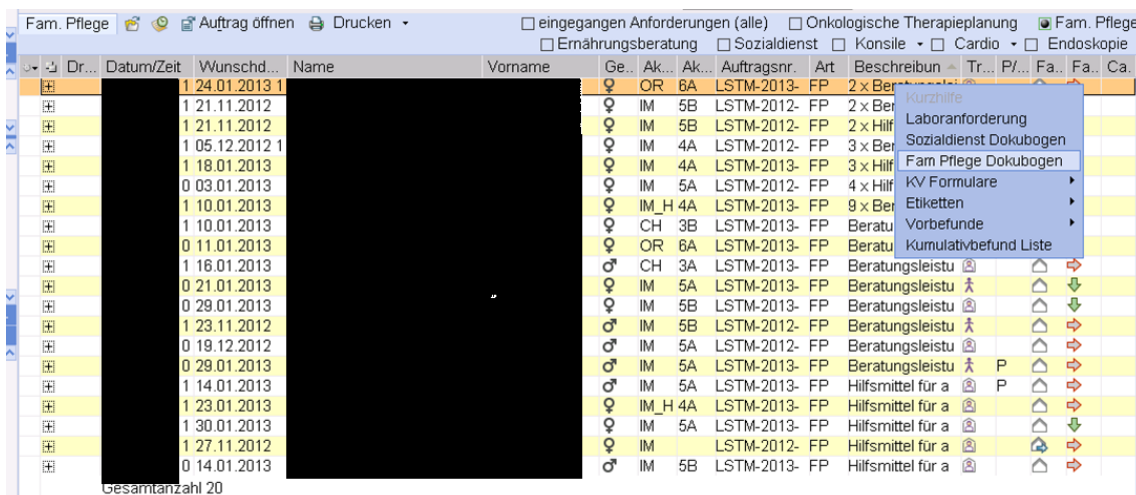 Fam. Pflege Auftrag öffnen Drucken eingegangen Anforderungen (alle) Onkologische Therapieplanung Fam. Pflege
Ernährungsberatung Sozialdienst Konsile Cardio Endoskopie
Dr... Datum/Zeit Wunschd... Name Vorname Ge.. Ak... Ak... Auftragsnr. Art Beschreibun Tr... P/... Fa.. Fa.. Ca.
1 24.01.2013 1 OR 6A LSTM-2013- FP 2 x Beratungslei
1 21.11.2012 IM 5B LSTM-2012- FP 2 x Ber
1 21.11.2012 IM 5B LSTM-2012- FP 2 x Hilf
1 05.12.2012 1 IM 4A LSTM-2012- FP 3 x Ber
1 18.01.2013 IM 4A LSTM-2013- FP 3 x Hilf
0 03.01.2013 IM 5A LSTM-2012- FP 4 x Hilf
1 10.01.2013 IM_H 4A LSTM-2013- FP 9 x Ber
1 10.01.2013 CH 3B LSTM-2013- FP Beratu
0 11.01.2013 OR 6A LSTM-2013- FP Beratu
1 16.01.2013 CH 3A LSTM-2013- FP Beratungsleistu
0 21.01.2013 IM 5A LSTM-2013- FP Beratungsleistu
0 29.01.2013 IM 5B LSTM-2013- FP Beratungsleistu
1 23.11.2012 IM 5B LSTM-2012- FP Beratungsleistu
0 19.12.2012 IM 5A LSTM-2012- FP Beratungsleistu
0 29.01.2013 IM 5A LSTM-2013- FP Beratungsleistu P
1 14.01.2013 IM 5A LSTM-2013- FP Hilfsmittel für a P
1 23.01.2013 IM_H 4A LSTM-2013- FP Hilfsmittel für a
1 30.01.2013 IM 5A LSTM-2013- FP Hilfsmittel für a
1 27.11.2012 IM LSTM-2012- FP Hilfsmittel für a
0 14.01.2013 IM 5B LSTM-2013- FP Hilfsmittel für a
Gesamtanzahl 20
Kurzhilfe
Laboranforderung
Sozialdienst Dokubogen
Fam Pflege Dokubogen
KV Formulare
Etiketten
Vorbefunde
Kumulativbefund Liste